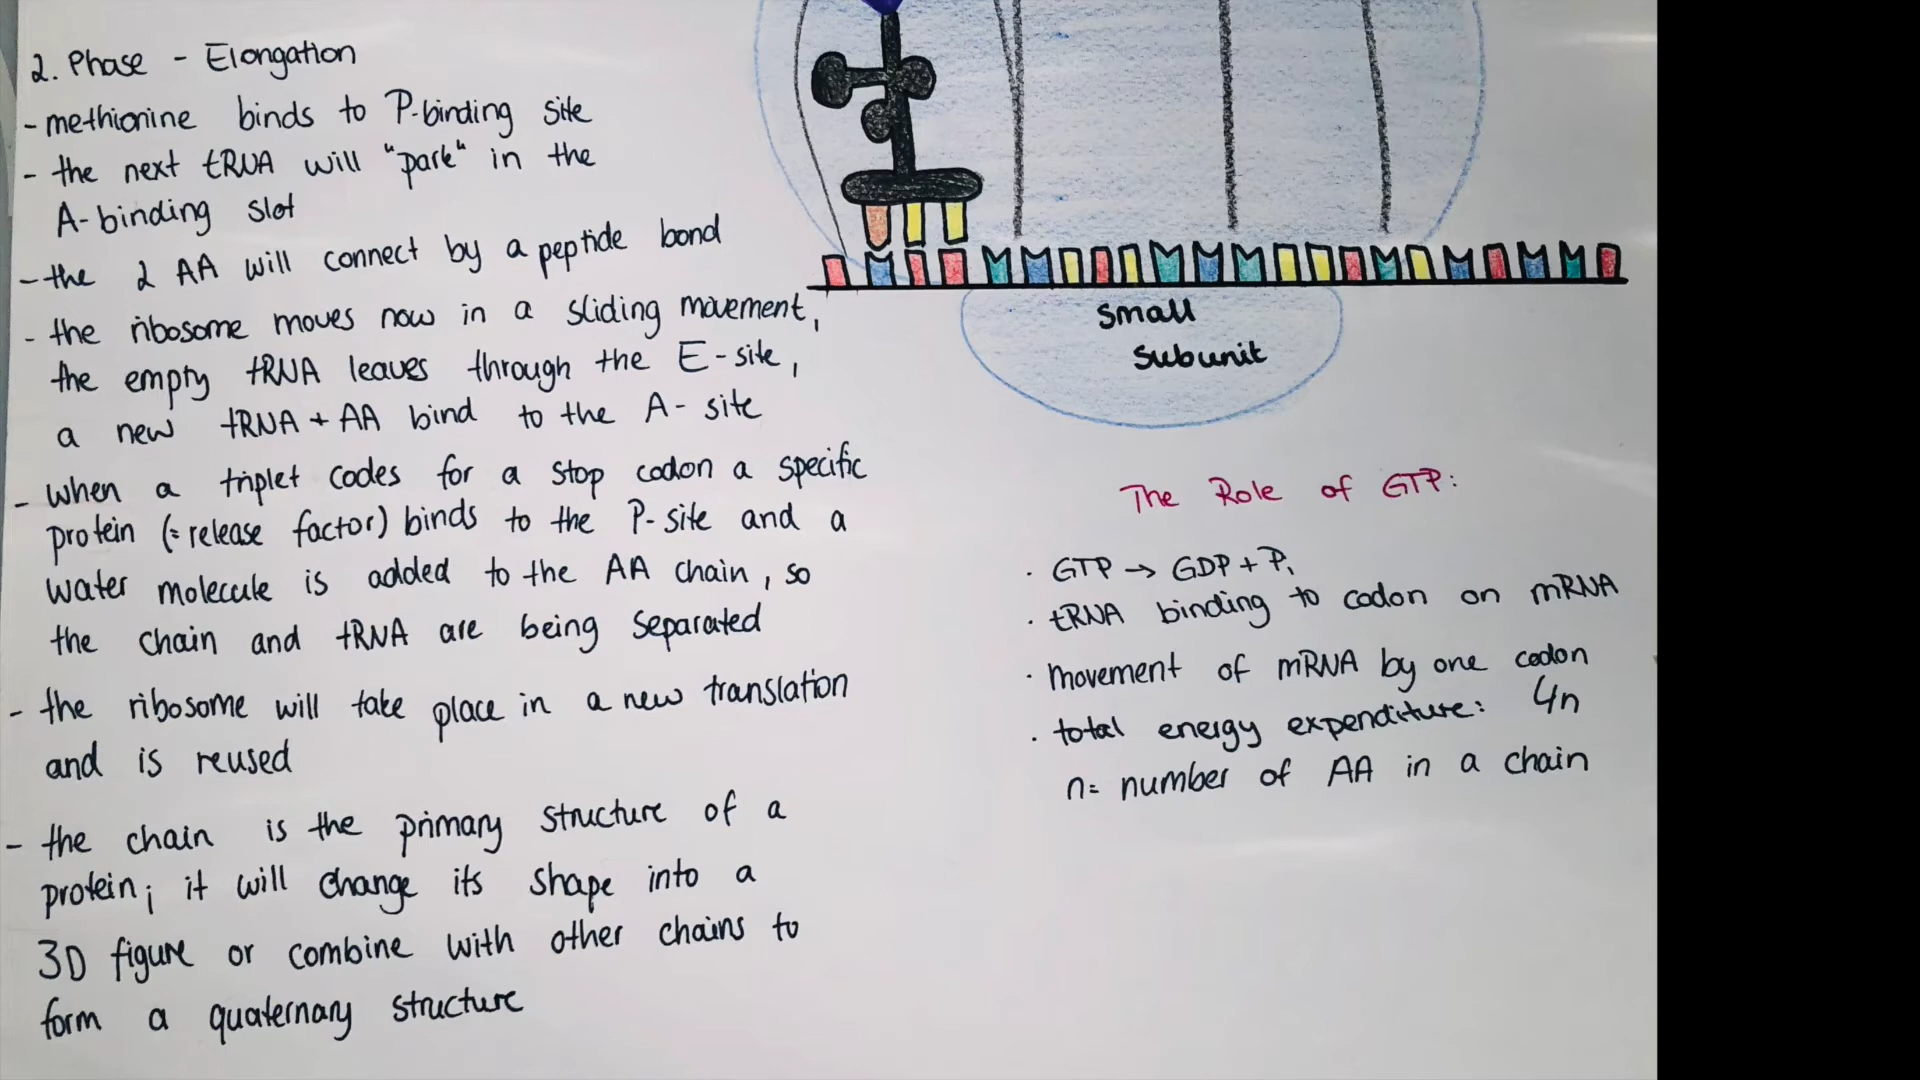 2. Phase - Elongation
- methionine binds to P-binding site
- the next tRNA will "park" in the
A-binding slot
- the 2 AA will connect by a peptide bond
- the ribosome moves now in a sliding movement,
the empty tRNA leaves through the E-site,
a new tRNA + AA bind to the A-site
- when a triplet codes for a stop codon a specific
protein (= release factor) binds to the P-site and a
water molecule is added to the AA chain, so
the chain and tRNA are being separated
- the ribosome will take place in a new translation
and is reused
- the chain is the primary structure of a
protein; it will change its shape into a
3D figure or combine with other chains to
form a quaternary structure
small
subunit
The Role of GTP:
· GTP → GDP + Pi
· tRNA binding to codon on mRNA
· movement of mRNA by one codon
· total energy expenditure: 4n
n= number of AA in a chain